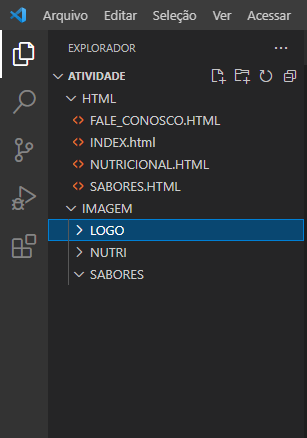 Arquivo Editar Seleção Ver Acessar
EXPLORADOR
ATIVIDADE
HTML
FALE_CONOSCO.HTML
INDEX.html
NUTRICIONAL.HTML
SABORES.HTML
IMAGEM
LOGO
NUTRI
SABORES